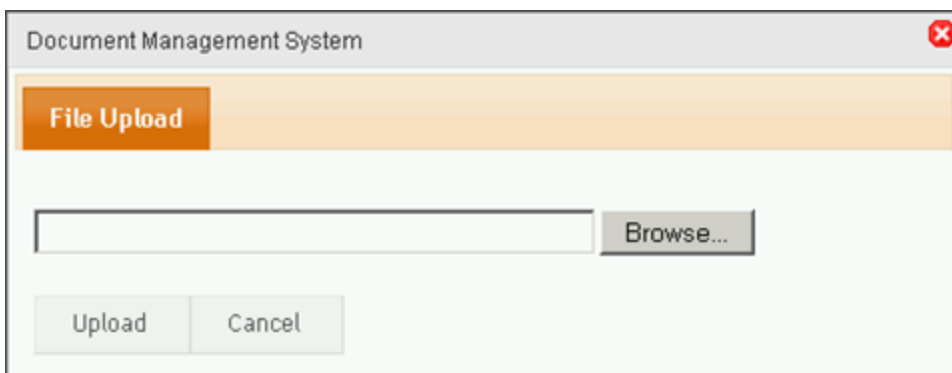 Document Management System
File Upload
Browse...
Upload Cancel